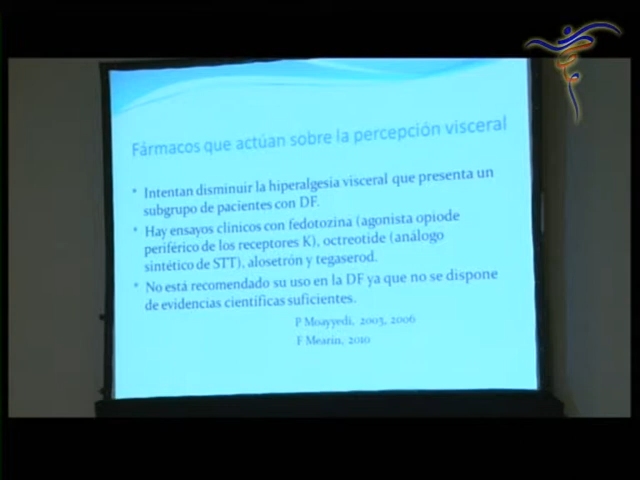 Fármacos que actúan sobre la percepción visceral
• Intentan disminuir la hiperalgesia visceral que presenta un
subgrupo de pacientes con DF.
• Hay ensayos clínicos con fedotozina (agonista opiode
periférico de los receptores K), octreotide (análogo
sintético de STT), alosetrón y tegaserod.
• No está recomendado su uso en la DF ya que no se dispone
de evidencias científicas suficientes.
P Moayyedi, 2003, 2006
F Mearin, 2010